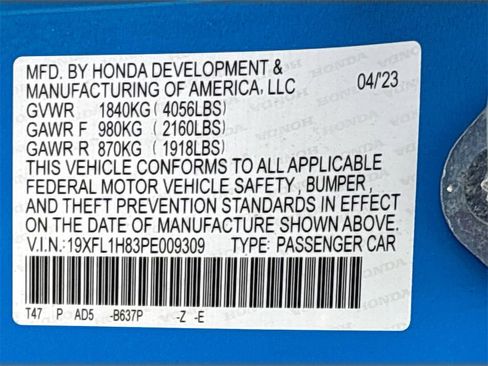 MFD. BY HONDA DEVELOPMENT &
MANUFACTURING OF AMERICA, LLC 04/'23
GVWR 1840KG ( 4056LBS)
GAWR F 980KG ( 2160LBS)
GAWR R 870KG ( 1918LBS)
THIS VEHICLE CONFORMS TO ALL APPLICABLE
FEDERAL MOTOR VEHICLE SAFETY , BUMPER ,
AND THEFT PREVENTION STANDARDS IN EFFECT
ON THE DATE OF MANUFACTURE SHOWN ABOVE.
V.I.N.: 19XFL1H83PE009309 TYPE: PASSENGER CAR
T47 P AD5 -B637P -Z -E